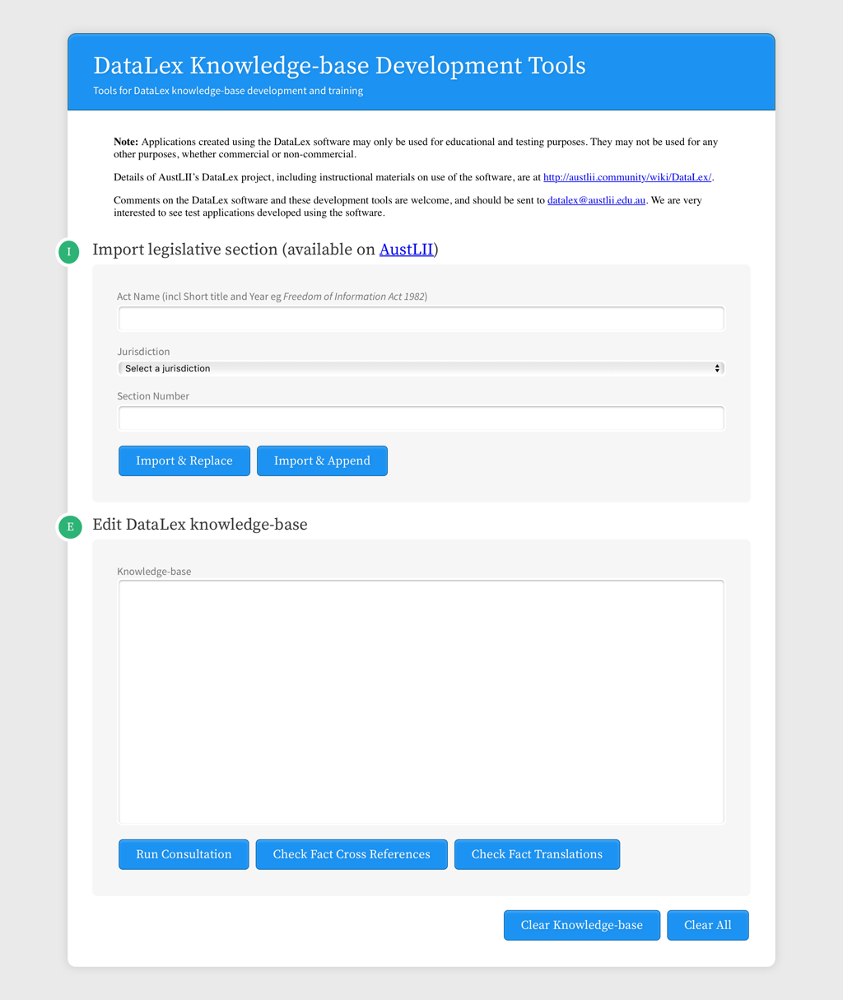 DataLex Knowledge-base Development Tools
Tools for DataLex knowledge-base development and training
Note: Applications created using the DataLex software may only be used for educational and testing purposes. They may not be used for any
other purposes, whether commercial or non-commercial.
Details of AustLII's DataLex project, including instructional materials on use of the software, are at http://austlii.community/wiki/DataLex/.
Comments on the DataLex software and these development tools are welcome, and should be sent to datalex@austlii.edu.au. We are very
interested to see test applications developed using the software.
I Import legislative section (available on AustLII)
Act Name (incl Short title and Year eg Freedom of Information Act 1982)
Jurisdiction
Select a jurisdiction
Section Number
Import & Replace Import & Append
E Edit DataLex knowledge-base
Knowledge-base
Run Consultation Check Fact Cross References Check Fact Translations
Clear Knowledge-base Clear All